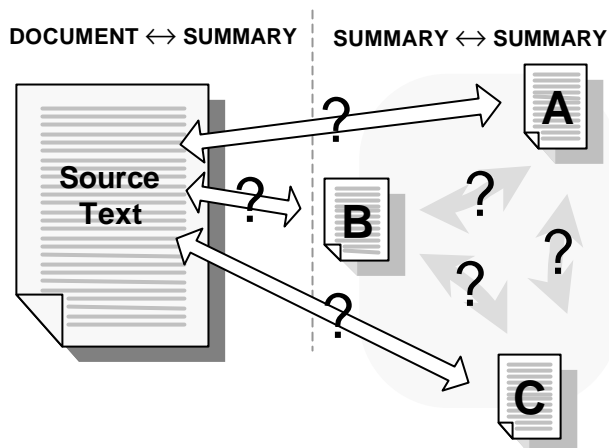 DOCUMENT ↔ SUMMARY
SUMMARY ↔ SUMMARY
?
A
Source
Text
?
B
?
?
?
?
C